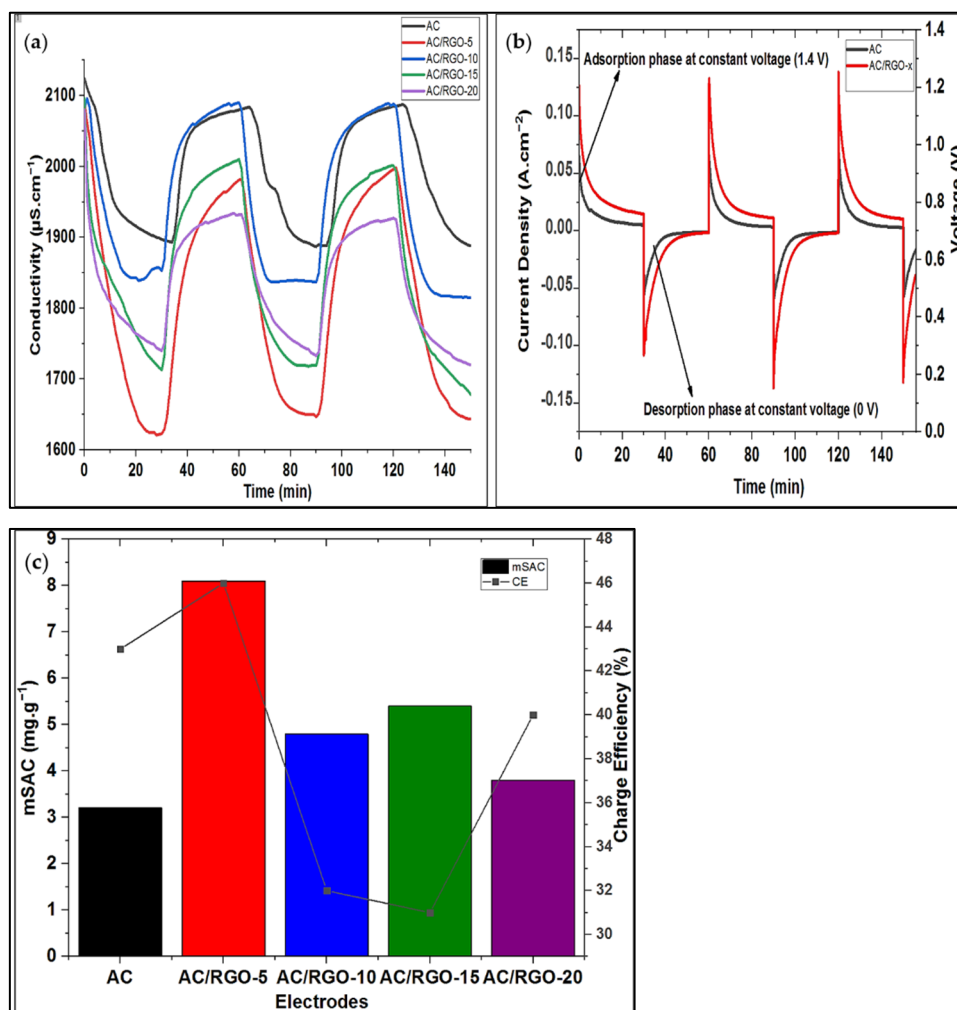 (a)
AC
AC/RGO-5
AC/RGO-10
AC/RGO-15
AC/RGO-20
2100
2000
1900
1800
1700
1600
Conductivity (µS.cm⁻¹)
0 20 40 60 80 100 120 140
Time (min)
(b)
AC
AC/RGO-x
Adsorption phase at constant voltage (1.4 V)
Desorption phase at constant voltage (0 V)
0.15
0.10
0.05
0.00
-0.05
-0.10
-0.15
Current Density (A.cm⁻²)
1.4
1.2
1.0
0.8
0.6
0.4
0.2
0.0
Voltage (V)
0 20 40 60 80 100 120 140
Time (min)
(c)
mSAC
CE
9
8
7
6
5
4
3
2
1
0
mSAC (mg.g⁻¹)
48
46
44
42
40
38
36
34
32
30
Charge Efficiency (%)
AC AC/RGO-5 AC/RGO-10 AC/RGO-15 AC/RGO-20
Electrodes